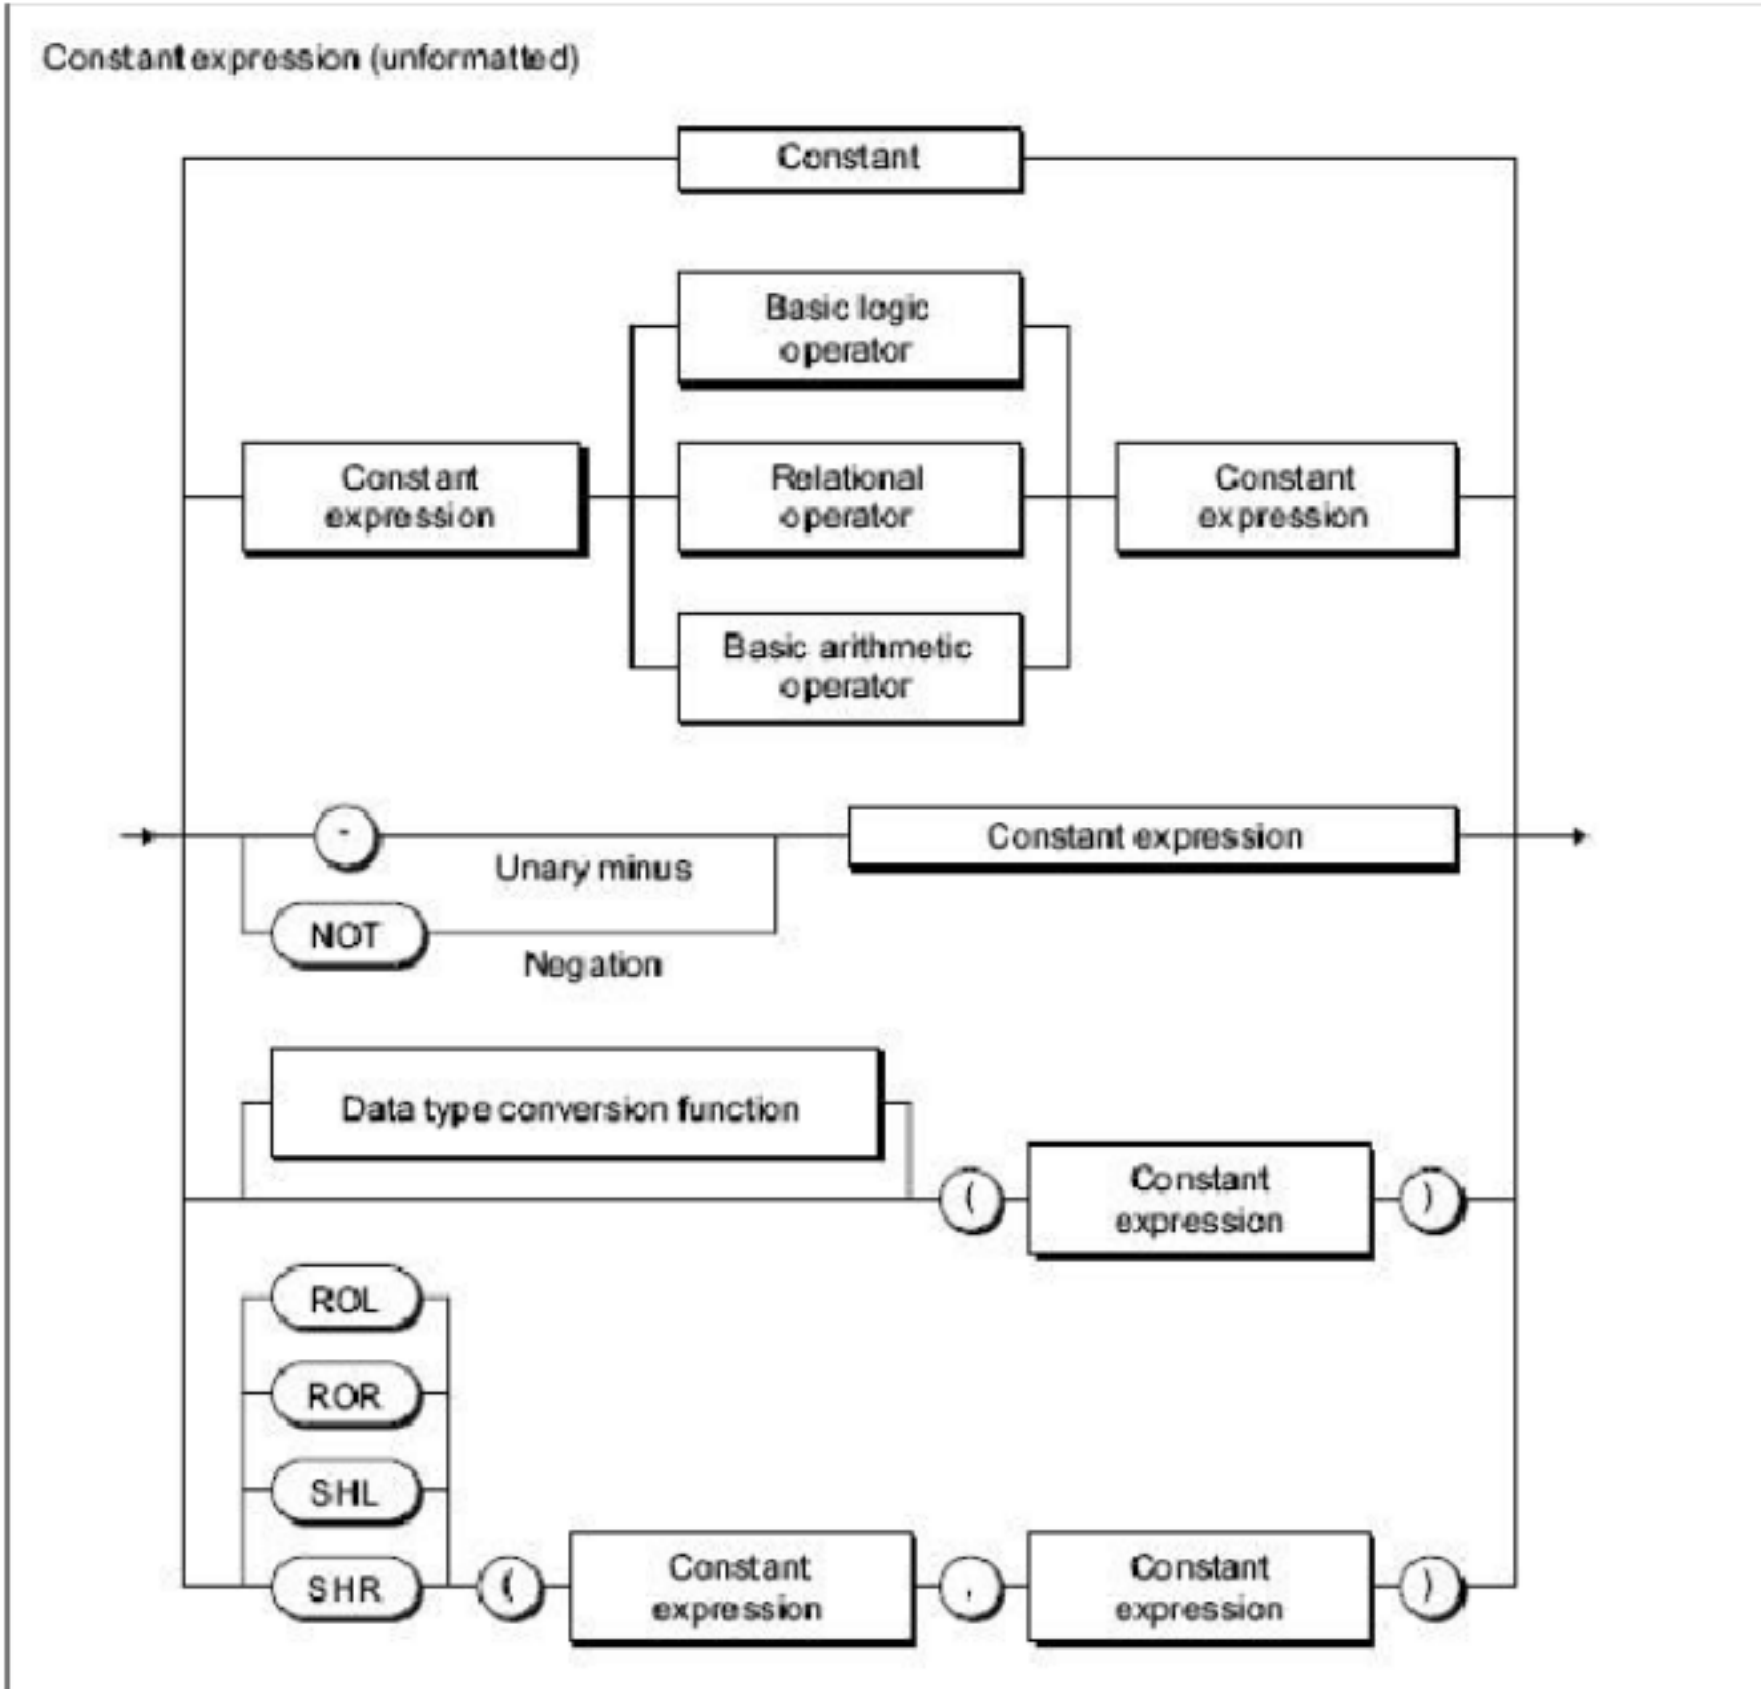 Constant expression (unformatted)
Constant
Basic logic
operator
Constant
expression
Relational
operator
Constant
expression
Basic arithmetic
operator
-
Unary minus
Constant expression
NOT
Negation
Data type conversion function
(
Constant
expression
)
ROL
ROR
SHL
SHR
(
Constant
expression
,
Constant
expression
)